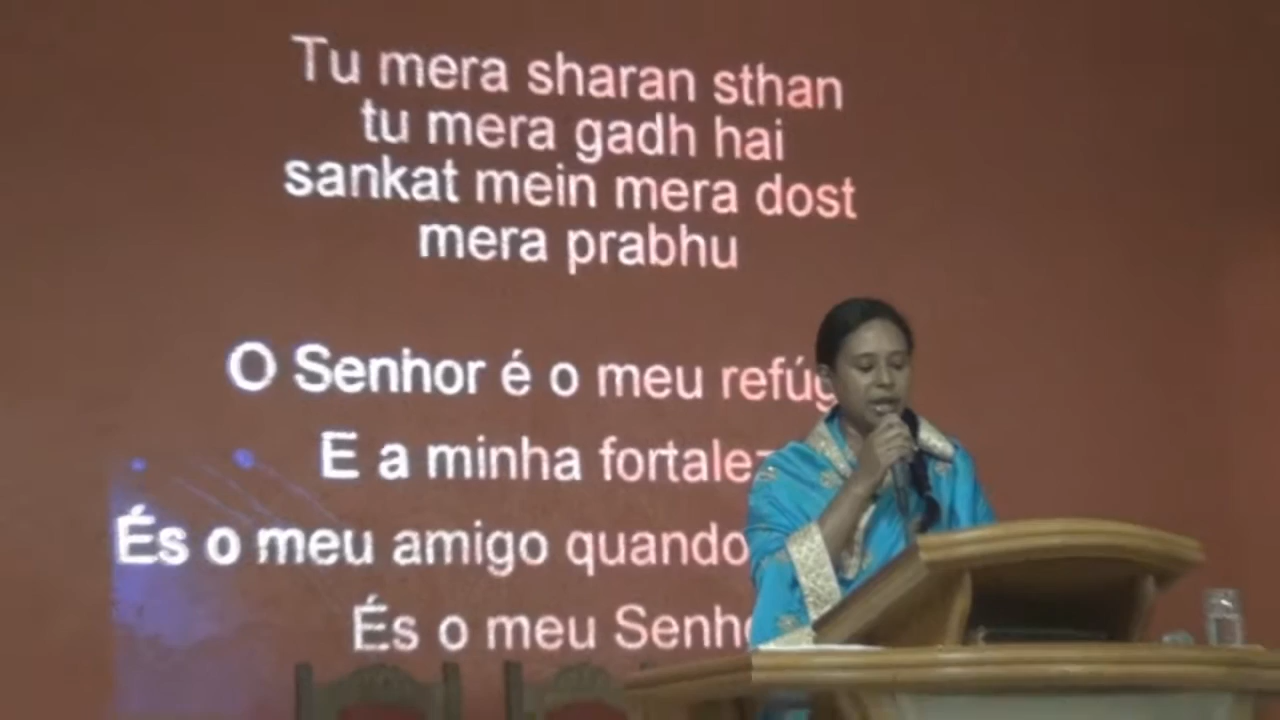 Tu mera sharan sthan
tu mera gadh hai
sankat mein mera dost
mera prabhu
O Senhor é o meu
E a minha
És o meu amigo quando
És o meu